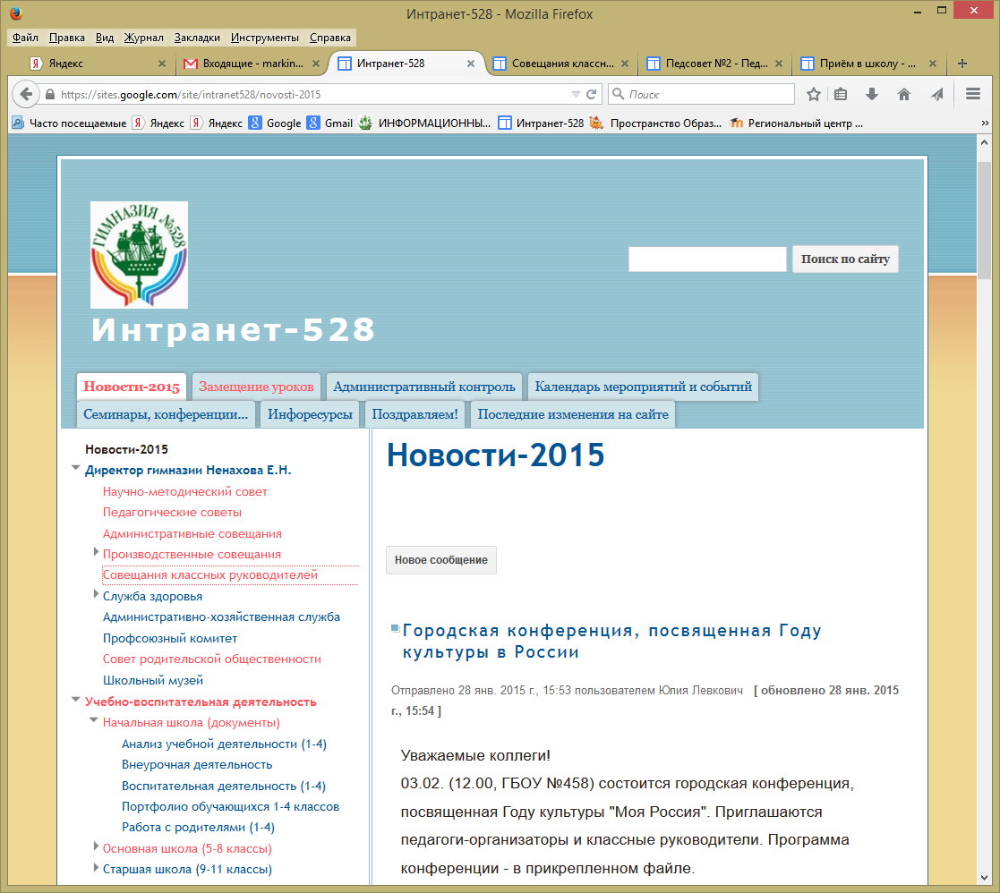 Интранет-528 - Mozilla Firefox
Файл Правка Вид Журнал Закладки Инструменты Справка
Яндекс Входящие - markin... Интранет-528 Совещания классн... Педсовет №2 - Пед... Приём в школу - ...
https://sites.google.com/site/intranet528/novosti-2015 Поиск
Часто посещаемые Яндекс Яндекс Google Gmail ИНФОРМАЦИОННЫ... Интранет-528 Пространство Образ... Региональный центр ...
ГИМНАЗИЯ №528
Поиск по сайту
Интранет-528
Новости-2015 Замещение уроков Административный контроль Календарь мероприятий и событий
Семинары, конференции... Инфоресурсы Поздравляем! Последние изменения на сайте
Новости-2015
Директор гимназии Ненахова Е.Н.
Научно-методический совет
Педагогические советы
Административные совещания
Производственные совещания
Совещания классных руководителей
Служба здоровья
Административно-хозяйственная служба
Профсоюзный комитет
Совет родительской общественности
Школьный музей
Учебно-воспитательная деятельность
Начальная школа (документы)
Анализ учебной деятельности (1-4)
Внеурочная деятельность
Воспитательная деятельность (1-4)
Портфолио обучающихся 1-4 классов
Работа с родителями (1-4)
Основная школа (5-8 классы)
Старшая школа (9-11 классы)
Новости-2015
Новое сообщение
Городская конференция, посвященная Году
культуры в России
Отправлено 28 янв. 2015 г., 15:53 пользователем Юлия Левкович [ обновлено 28 янв. 2015
г., 15:54 ]
Уважаемые коллеги!
03.02. (12.00, ГБОУ №458) состоится городская конференция,
посвященная Году культуры "Моя Россия". Приглашаются
педагоги-организаторы и классные руководители. Программа
конференции - в прикрепленном файле.